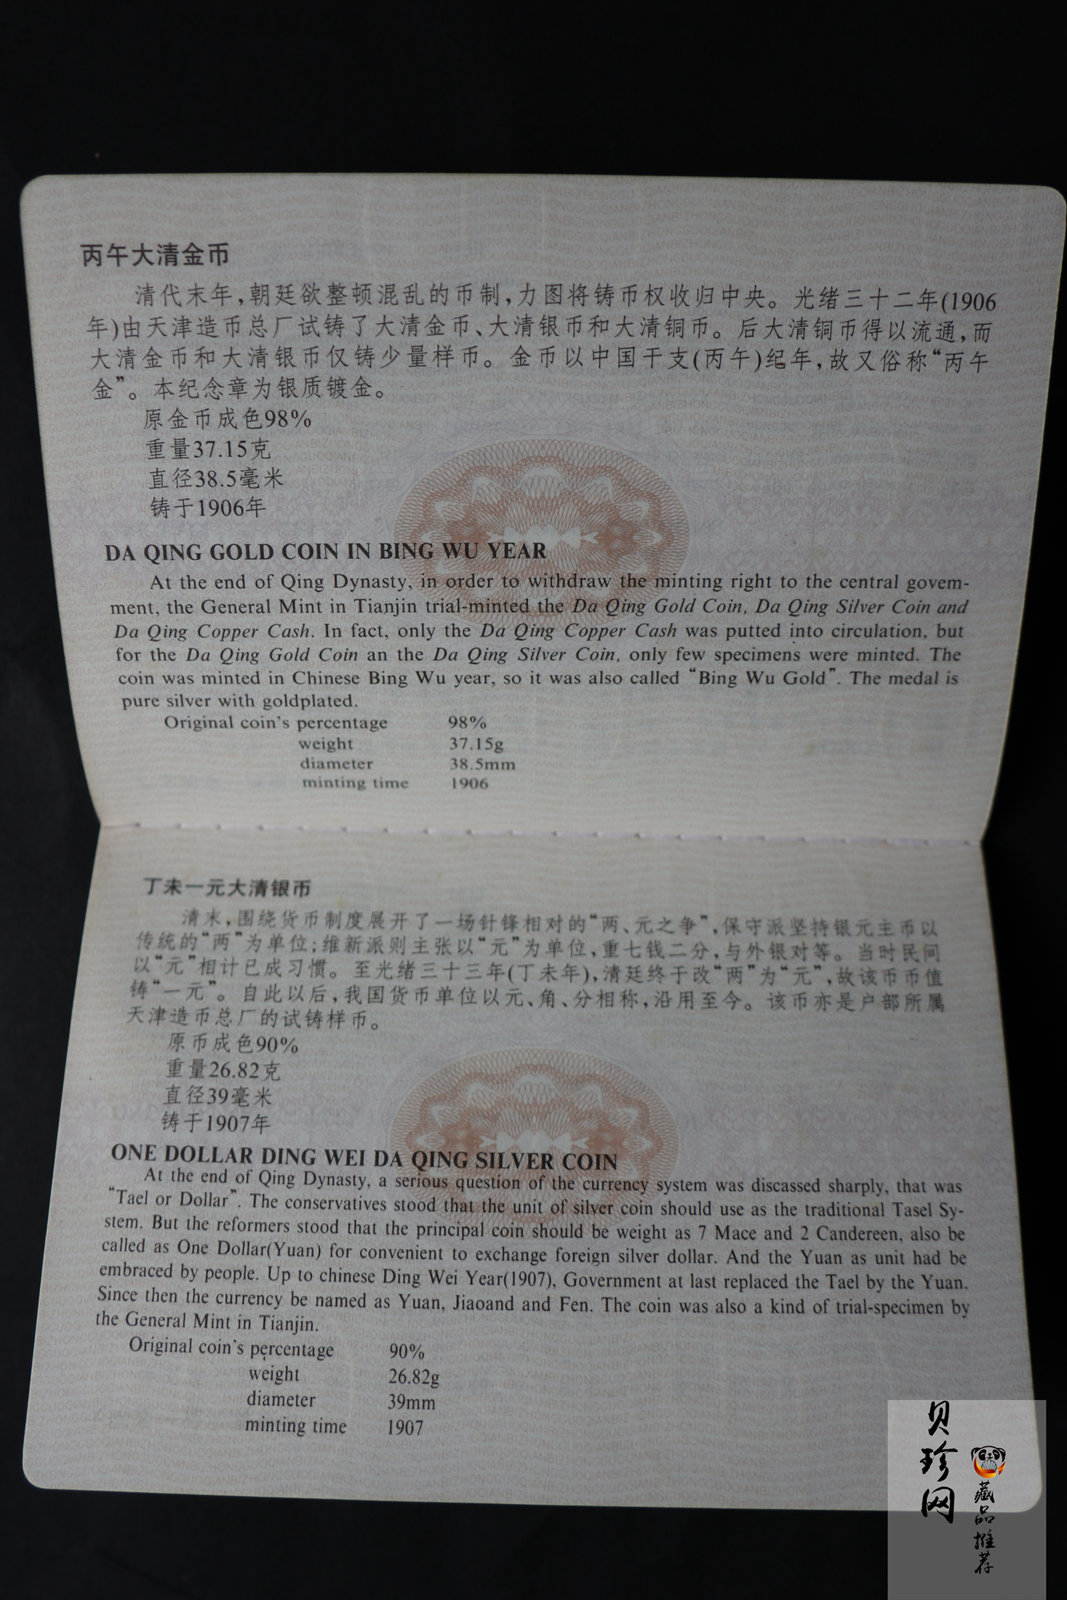 丙午大清金币
清代末年，朝廷欲整顿混乱的币制，力图将铸币权收归中央。光绪三十二年(1906
年)由天津造币总厂试铸了大清金币、大清银币和大清铜币。后大清铜币得以流通，而
大清金币和大清银币仅铸少量样币。金币以中国干支(丙午)纪年，故又俗称“丙午
金”。本纪念章为银质镀金。
原金币成色98%
重量37.15克
直径38.5毫米
铸于1906年
DA QING GOLD COIN IN BING WU YEAR
At the end of Qing Dynasty, in order to withdraw the minting right to the central govem-
ment, the General Mint in Tianjin trial-minted the Da Qing Gold Coin, Da Qing Silver Coin and
Da Qing Copper Cash. In fact, only the Da Qing Copper Cash was putted into circulation, but
for the Da Qing Gold Coin an the Da Qing Silver Coin, only few specimens were minted. The
coin was minted in Chinese Bing Wu year, so it was also called “Bing Wu Gold”. The medal is
pure silver with goldplated.
Original coin's percentage 98%
weight 37.15g
diameter 38.5mm
minting time 1906
丁未一元大清银币
清末，围绕货币制度展开了一场针锋相对的“两、元之争”，保守派坚持银元主币以
传统的“两”为单位；维新派则主张以“元”为单位，重七钱二分，与外银对等。当时民间
以“元”相计已成习惯。至光绪三十三年(丁未年)，清廷终于改“两”为“元”，故该币币值
铸“一元”。自此以后，我国货币单位以元、角、分相称，沿用至今。该币亦是户部所属
天津造币总厂的试铸样币。
原币成色90%
重量26.82克
直径39毫米
铸于1907年
ONE DOLLAR DING WEI DA QING SILVER COIN
At the end of Qing Dynasty, a serious question of the currency system was discassed sharply, that was
“Tael or Dollar”. The conservatives stood that the unit of silver coin should use as the traditional Tasel Sy-
stem. But the reformers stood that the principal coin should be weight as 7 Mace and 2 Candereen, also be
called as One Dollar(Yuan) for convenient to exchange foreign silver dollar. And the Yuan as unit had be
embraced by people. Up to chinese Ding Wei Year(1907), Government at last replaced the Tael by the Yuan.
Since then the currency be named as Yuan, Jiaoand and Fen. The coin was also a kind of trial-specimen by
the General Mint in Tianjin.
Original coin's percentage 90%
weight 26.82g
diameter 39mm
minting time 1907
贝珍网
藏品推荐